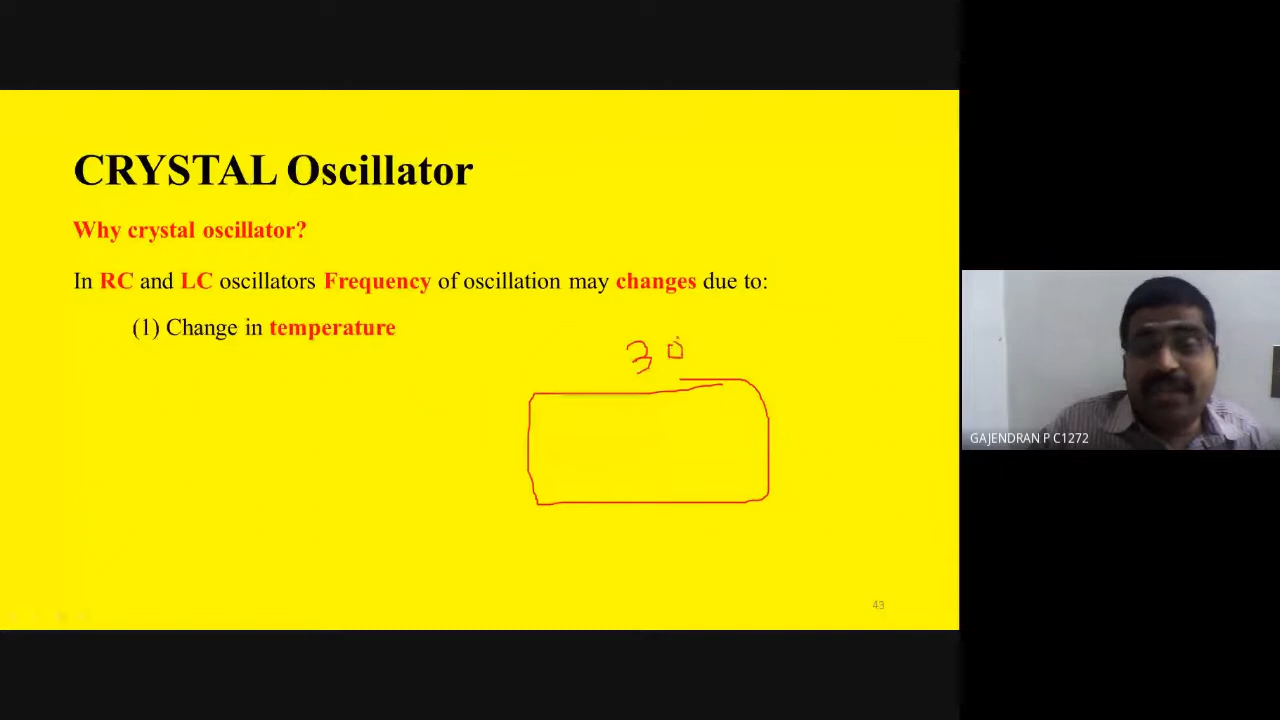 CRYSTAL Oscillator
Why crystal oscillator?
In RC and LC oscillators Frequency of oscillation may changes due to:
(1) Change in temperature
30
43
GAJENDRAN P C1272